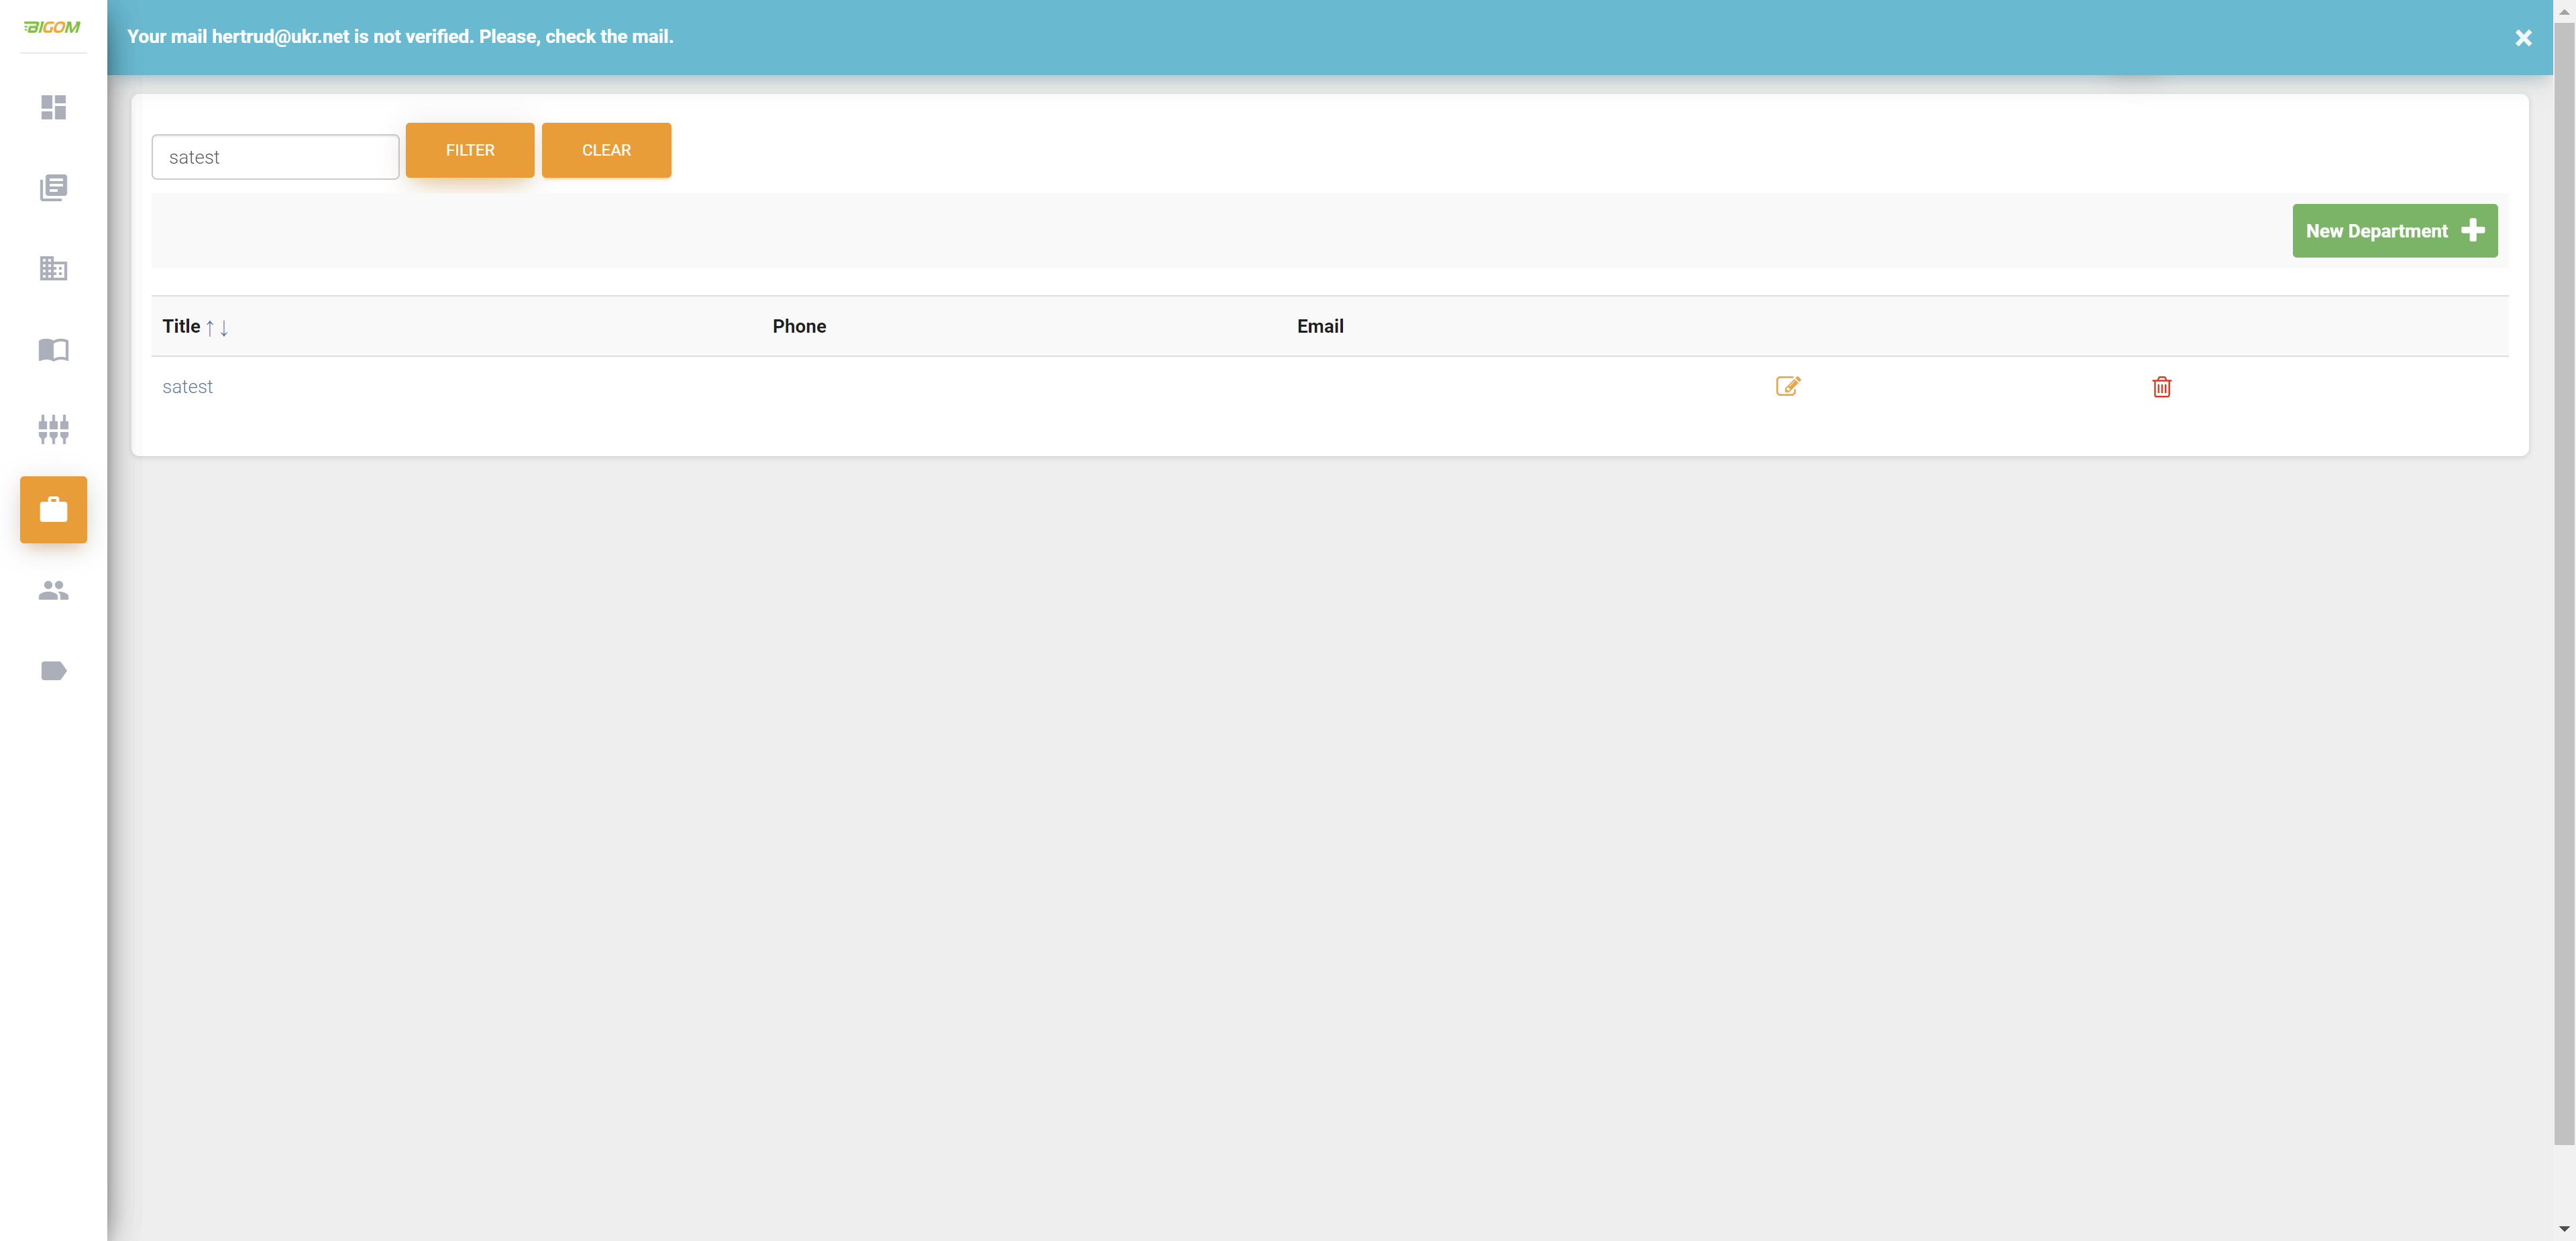 BIGOM
Your mail hertrud@ukr.net is not verified. Please, check the mail.
satest
FILTER
CLEAR
New Department
Title
Phone
Email
satest